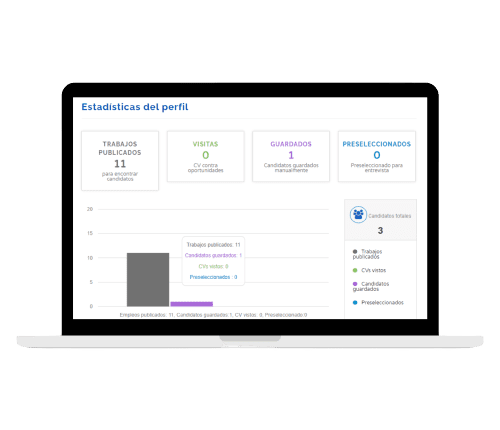 Estadísticas del perfil
TRABAJOS
PUBLICADOS
11
para encontrar
candidatos
VISITAS
0
CV contra
oportunidades
GUARDADOS
1
Candidatos guardados
manualmente
PRESELECCIONADOS
0
Preseleccionado para
entrevista
20
15
10
5
0
Trabajos publicados: 11
Candidatos guardados: 1
CVs vistos: 0
Preseleccionados : 0
Empleos publicados: 11, Candidatos guardados:1, CV vistos: 0, Preseleccionado:0
Candidatos totales
3
Trabajos
publicados
CVs vistos
Candidatos
guardados
Preseleccionados